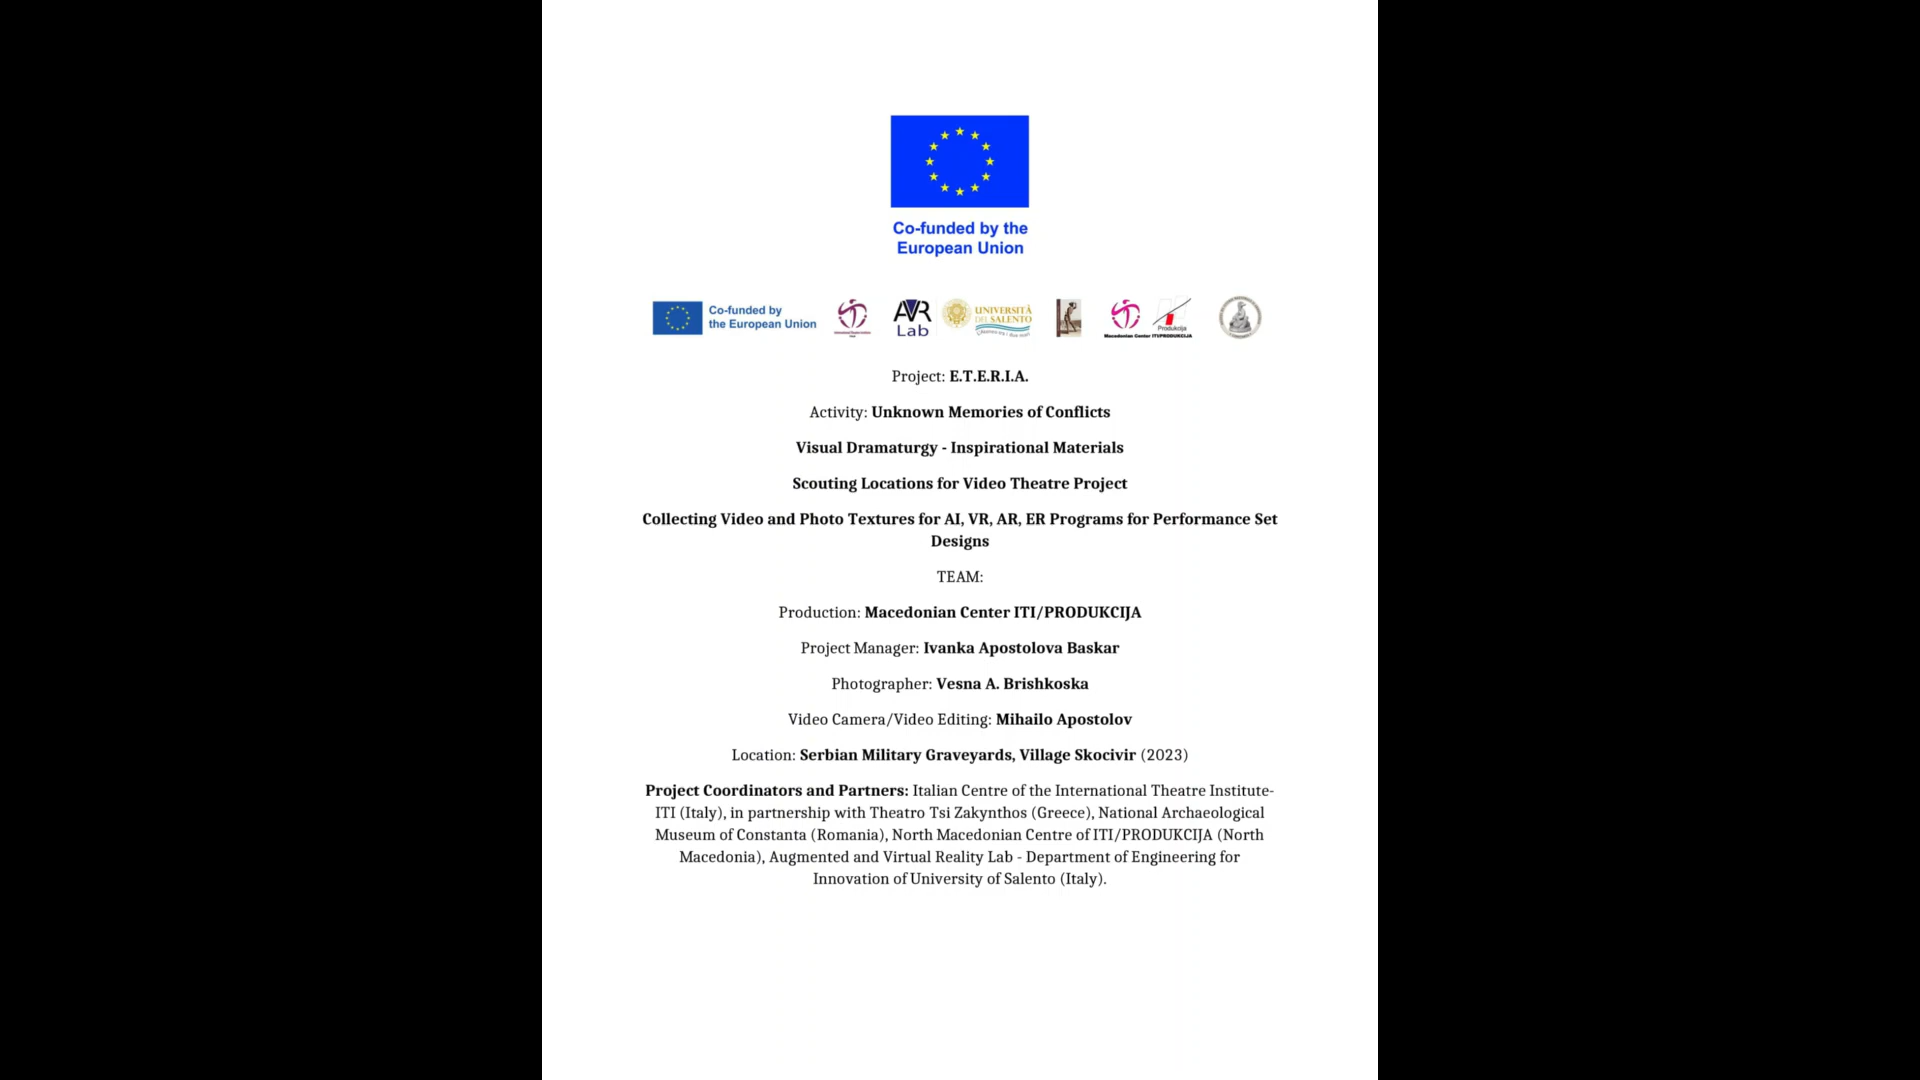 Co-funded by the
European Union
Co-funded by
the European Union
AVR
Lab
UNIVERSITÀ
DEL SALENTO
Produkcija
Macedonian Center ITI/PRODUKCIJA
Project: E.T.E.R.I.A.
Activity: Unknown Memories of Conflicts
Visual Dramaturgy - Inspirational Materials
Scouting Locations for Video Theatre Project
Collecting Video and Photo Textures for AI, VR, AR, ER Programs for Performance Set
Designs
TEAM:
Production: Macedonian Center ITI/PRODUKCIJA
Project Manager: Ivanka Apostolova Baskar
Photographer: Vesna A. Brishkoska
Video Camera/Video Editing: Mihailo Apostolov
Location: Serbian Military Graveyards, Village Skocivir (2023)
Project Coordinators and Partners: Italian Centre of the International Theatre Institute-
ITI (Italy), in partnership with Theatro Tsi Zakynthos (Greece), National Archaeological
Museum of Constanta (Romania), North Macedonian Centre of ITI/PRODUKCIJA (North
Macedonia), Augmented and Virtual Reality Lab - Department of Engineering for
Innovation of University of Salento (Italy).